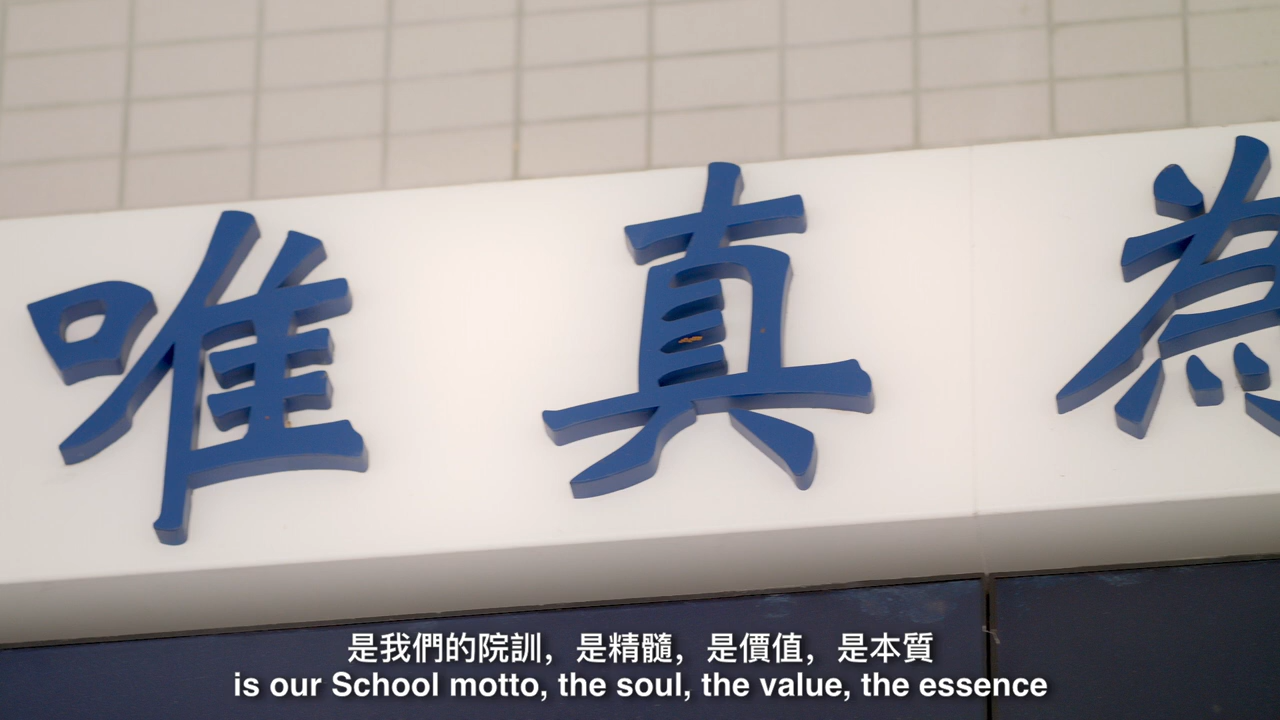 唯真為
是我們的院訓，是精髓，是價值，是本質
is our School motto, the soul, the value, the essence